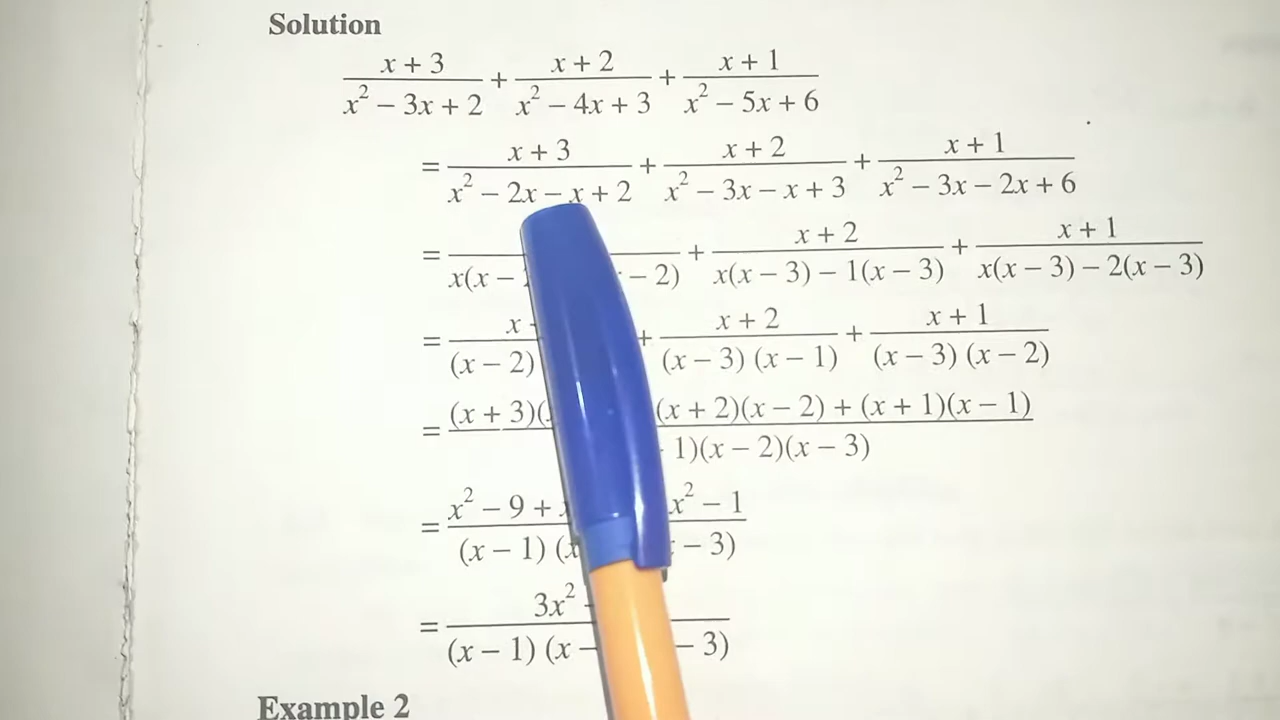 Solution
(x + 3)/(x² − 3x + 2) + (x + 2)/(x² − 4x + 3) + (x + 1)/(x² − 5x + 6)
= (x + 3)/(x² − 2x − x + 2) + (x + 2)/(x² − 3x − x + 3) + (x + 1)/(x² − 3x − 2x + 6)
= /(x(x − − 2) + (x + 2)/(x(x − 3) − 1(x − 3)) + (x + 1)/(x(x − 3) − 2(x − 3))
= x /(x − 2) + (x + 2)/((x − 3) (x − 1)) + (x + 1)/((x − 3) (x − 2))
= (x + 3)( (x + 2)(x − 2) + (x + 1)(x − 1) / 1)(x − 2)(x − 3)
= x² − 9 + x² − 1 / (x − 1) ( − 3)
= 3x² / (x − 1) (x − − 3)
Example 2